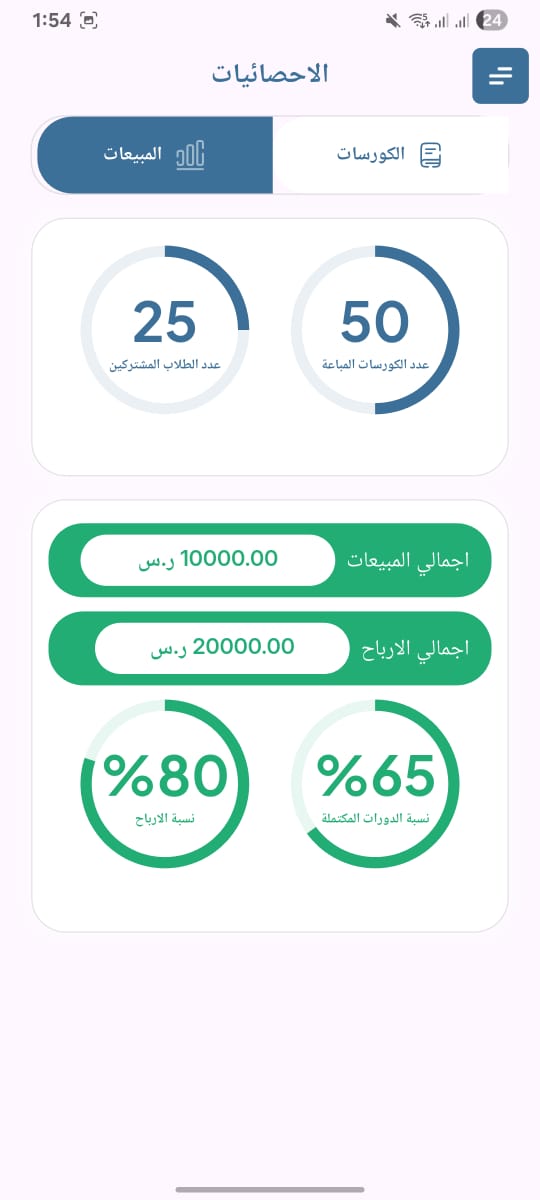 1:54
24
الاحصائيات
الكورسات
المبيعات
50
عدد الكورسات المباعة
25
عدد الطلاب المشتركين
اجمالي المبيعات
10000.00 ر.س
اجمالي الارباح
20000.00 ر.س
%65
نسبة الدورات المكتملة
%80
نسبة الارباح